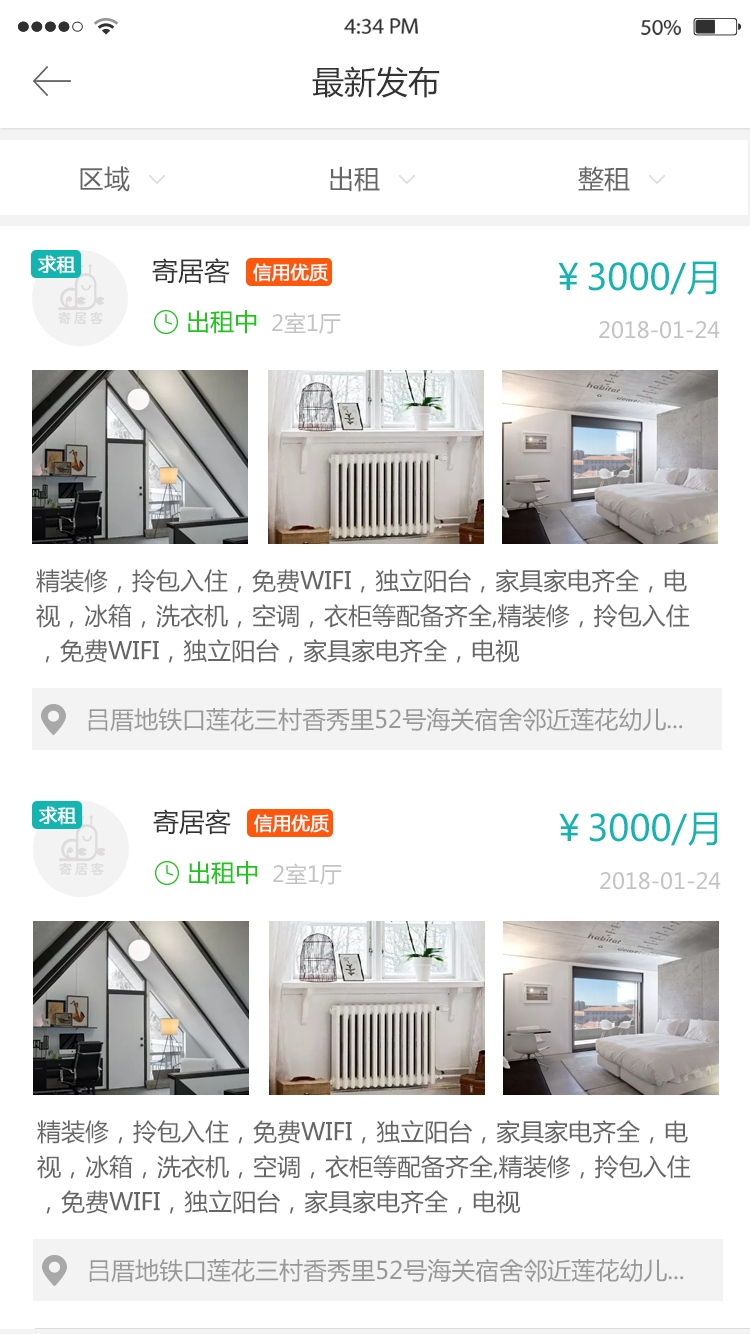 4:34 PM
50%
最新发布
区域
出租
整租
求租
寄居客
寄居客
信用优质
¥ 3000/月
出租中
2室1厅
2018-01-24
habitar
精装修，拎包入住，免费WIFI，独立阳台，家具家电齐全，电
视，冰箱，洗衣机，空调，衣柜等配备齐全,精装修，拎包入住
，免费WIFI，独立阳台，家具家电齐全，电视
吕厝地铁口莲花三村香秀里52号海关宿舍邻近莲花幼儿...
求租
寄居客
寄居客
信用优质
¥ 3000/月
出租中
2室1厅
2018-01-24
habitar
精装修，拎包入住，免费WIFI，独立阳台，家具家电齐全，电
视，冰箱，洗衣机，空调，衣柜等配备齐全,精装修，拎包入住
，免费WIFI，独立阳台，家具家电齐全，电视
吕厝地铁口莲花三村香秀里52号海关宿舍邻近莲花幼儿...